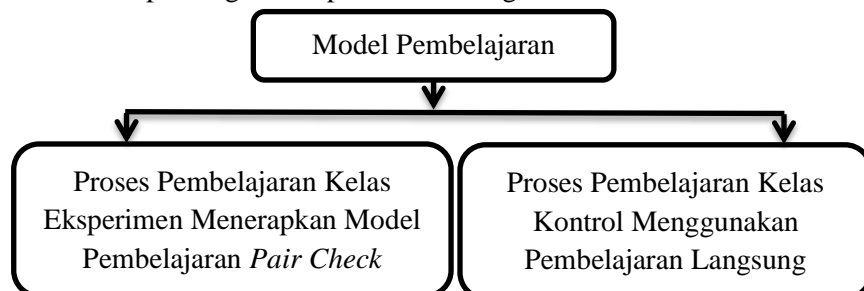 Model Pembelajaran
Proses Pembelajaran Kelas
Eksperimen Menerapkan Model
Pembelajaran Pair Check
Proses Pembelajaran Kelas
Kontrol Menggunakan
Pembelajaran Langsung